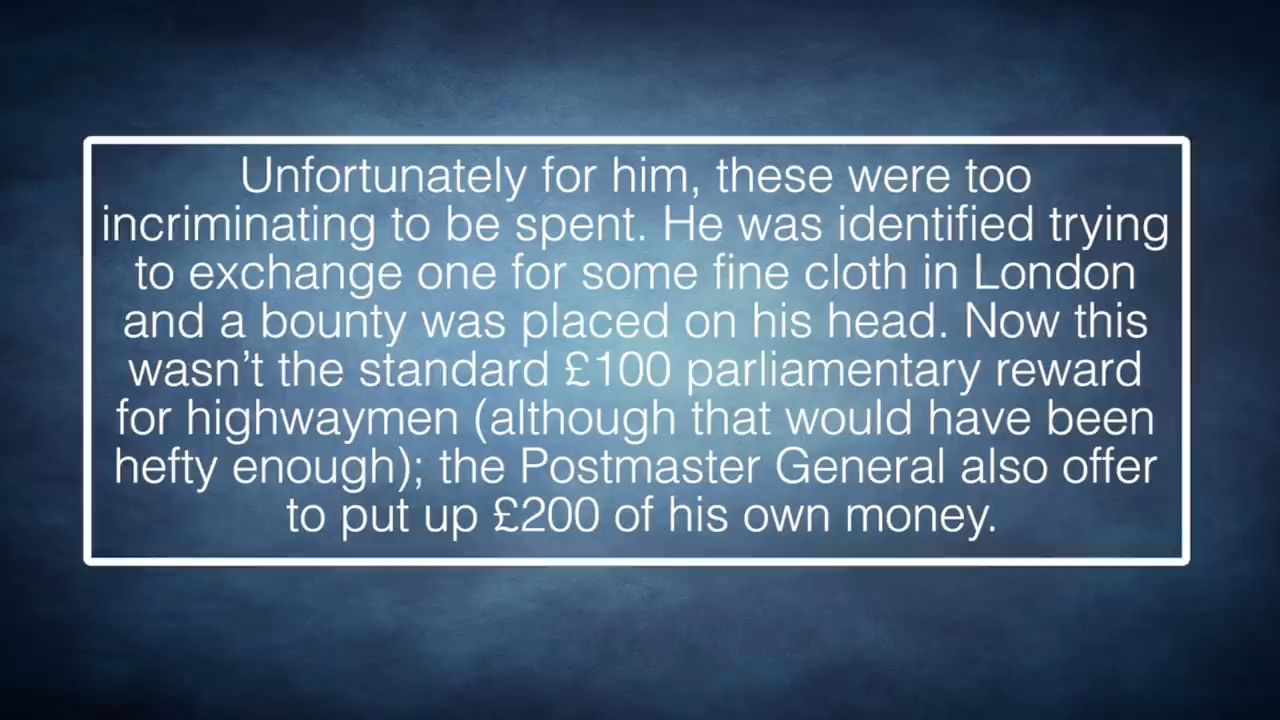 Unfortunately for him, these were too
incriminating to be spent. He was identified trying
to exchange one for some fine cloth in London
and a bounty was placed on his head. Now this
wasn’t the standard £100 parliamentary reward
for highwaymen (although that would have been
hefty enough); the Postmaster General also offer
to put up £200 of his own money.